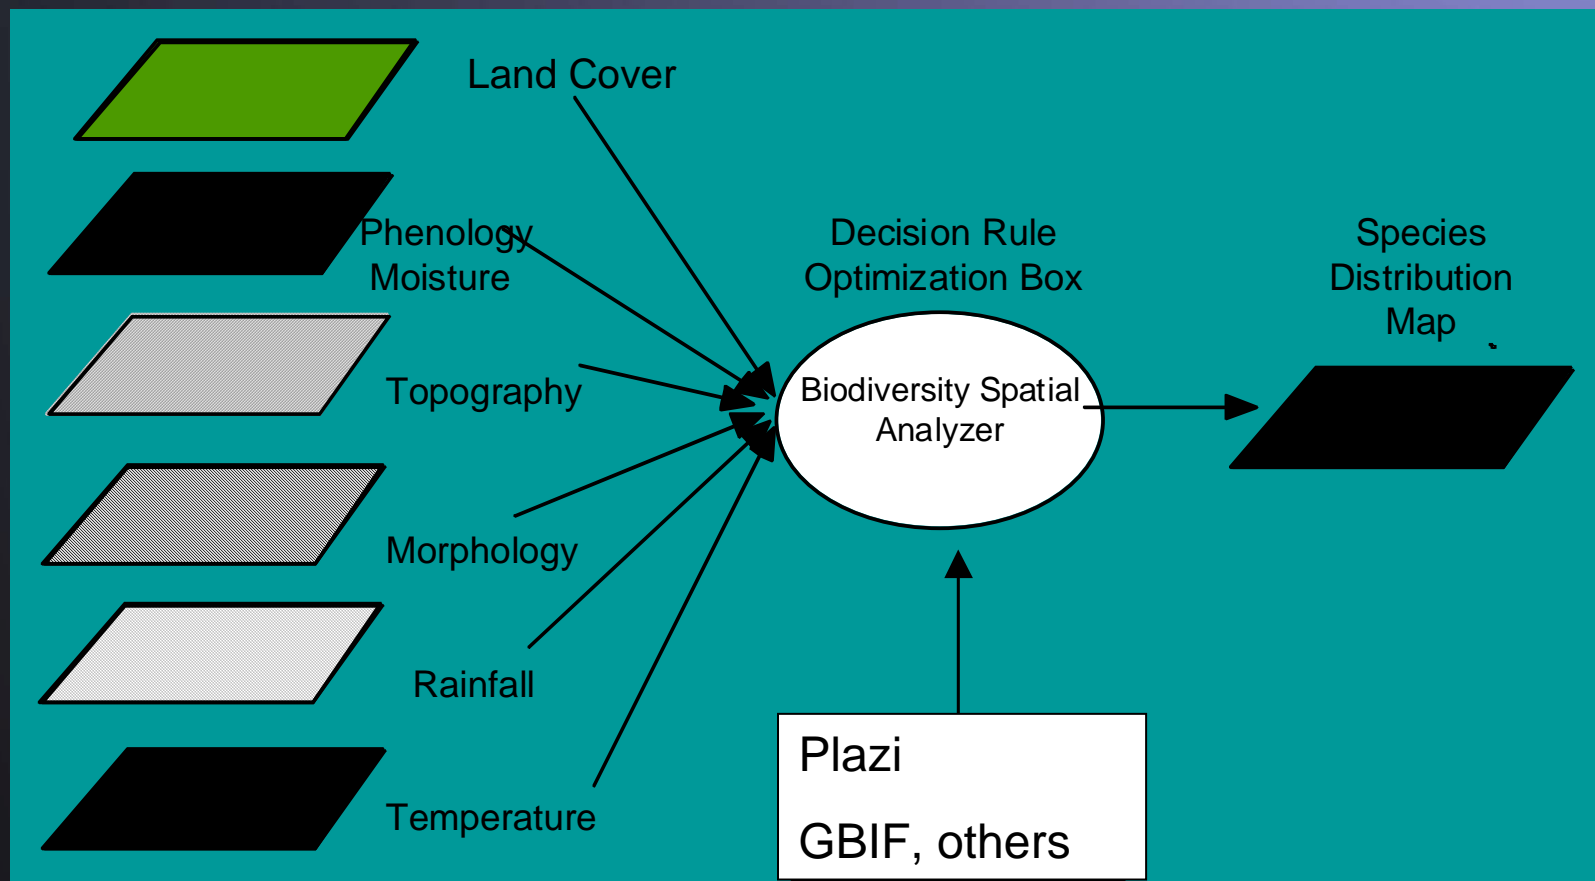 Land Cover
Phenology
Moisture
Topography
Morphology
Rainfall
Temperature
Decision Rule
Optimization Box
Biodiversity Spatial
Analyzer
Plazi
GBIF, others
Species
Distribution
Map